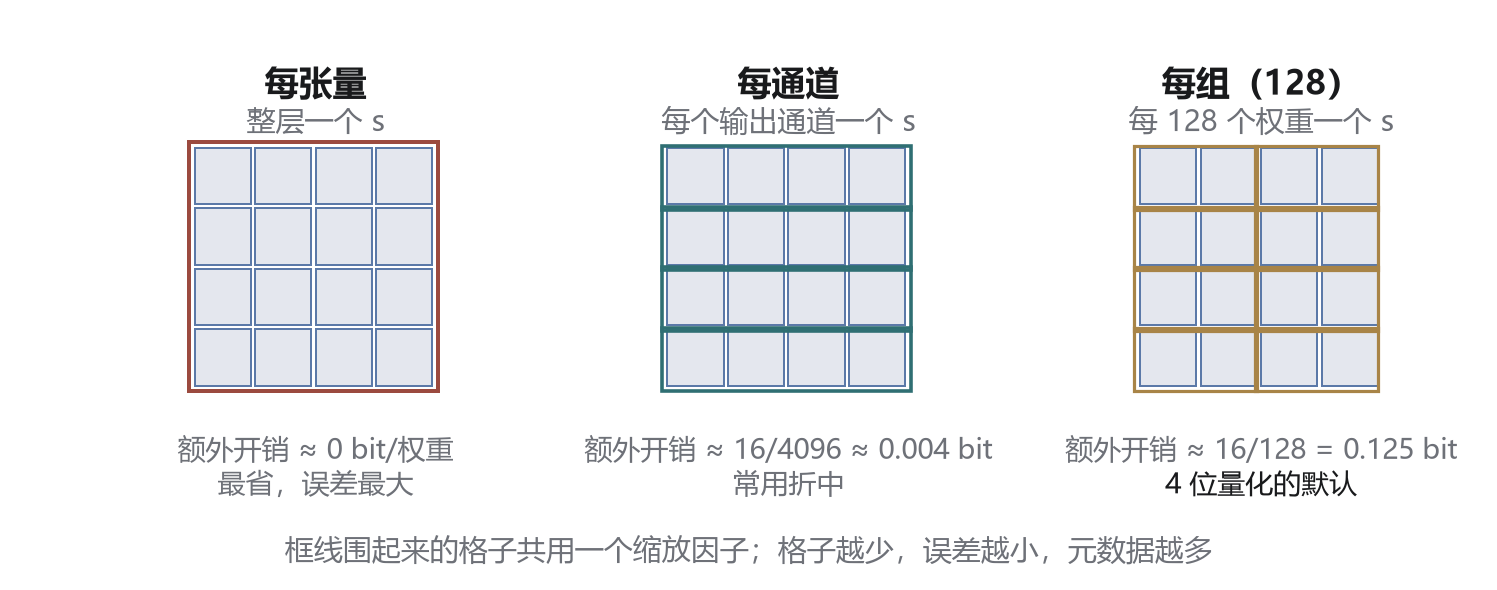 每张量
整层一个 s
额外开销 ≈ 0 bit/权重
最省，误差最大
每通道
每个输出通道一个 s
额外开销 ≈ 16/4096 ≈ 0.004 bit
常用折中
每组（128）
每 128 个权重一个 s
额外开销 ≈ 16/128 = 0.125 bit
4 位量化的默认
框线围起来的格子共用一个缩放因子；格子越少，误差越小，元数据越多